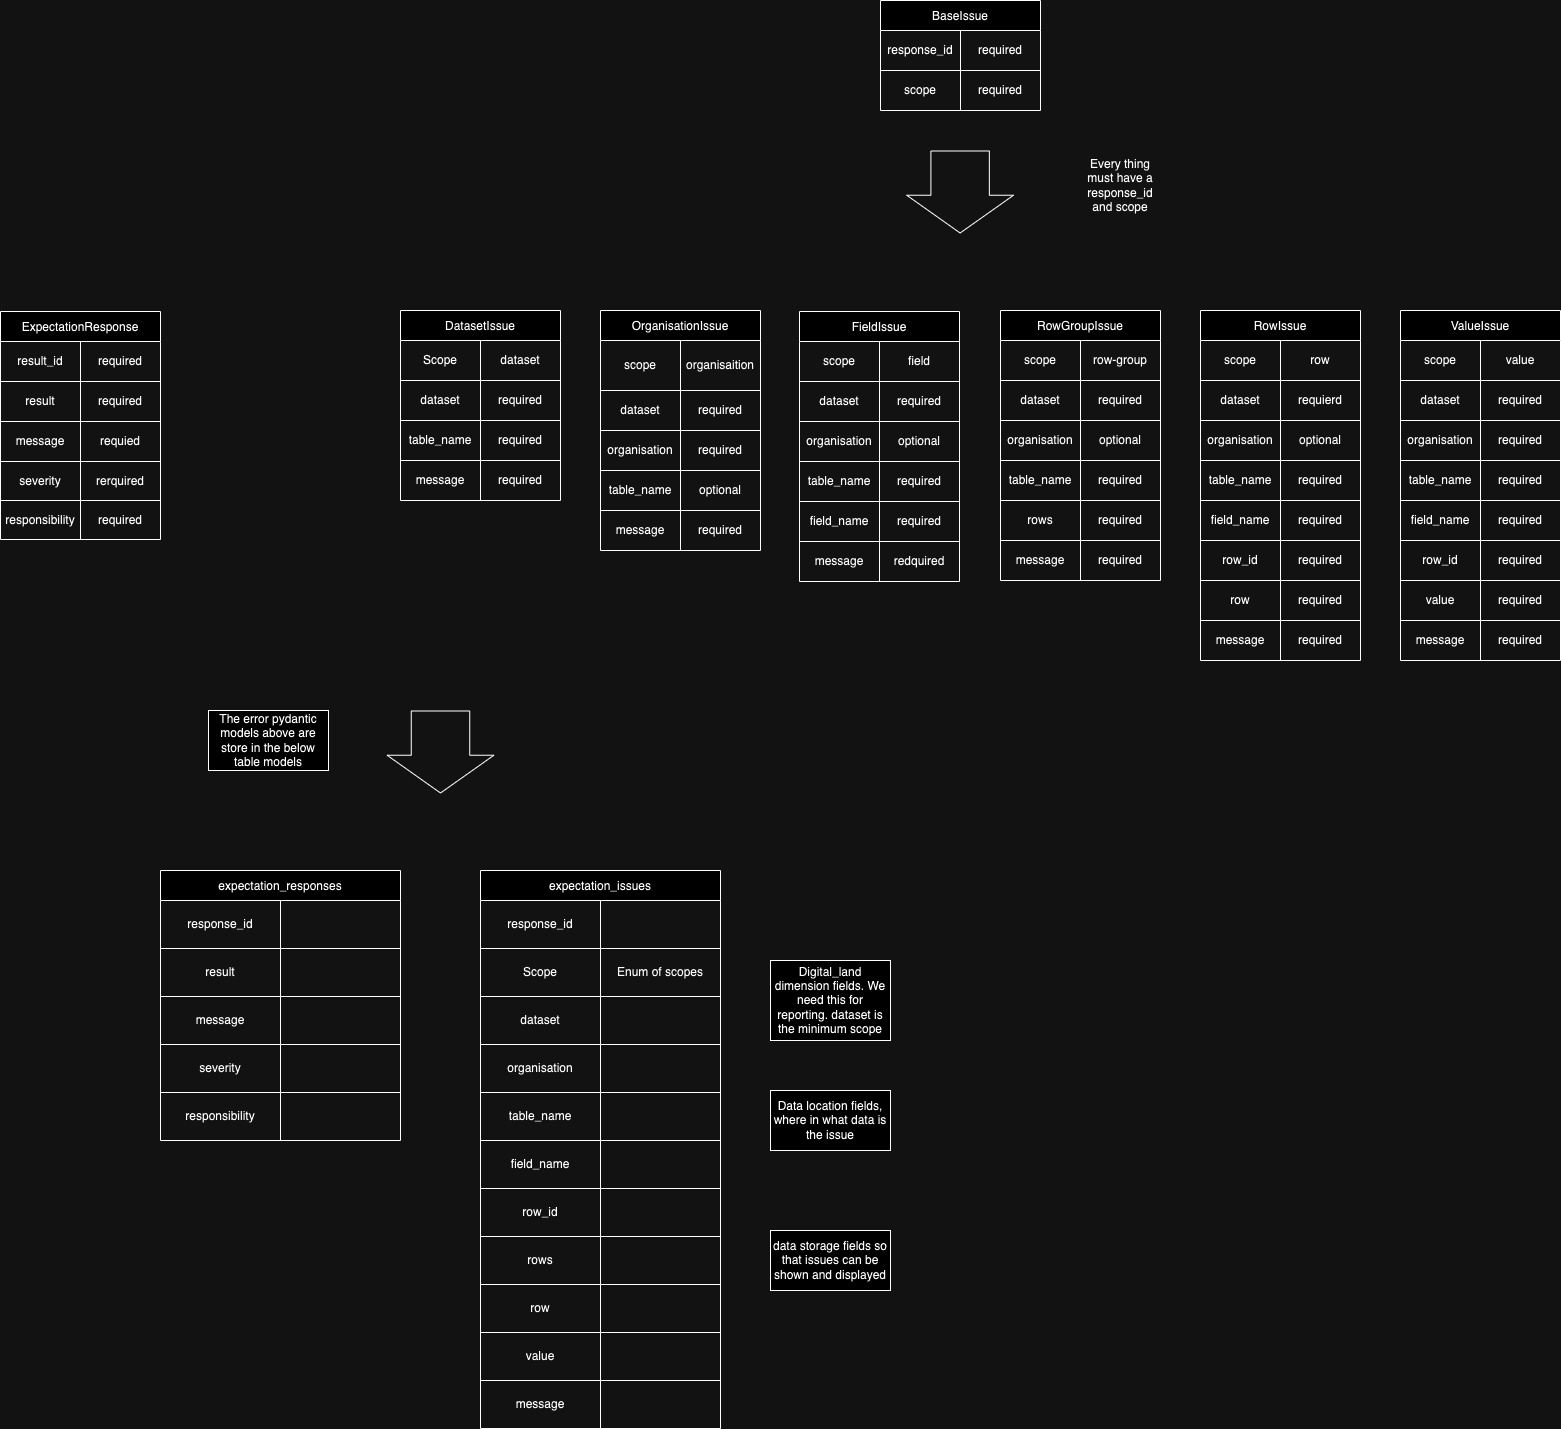 BaseIssue
response_id required
scope required
Every thing
must have a
response_id
and scope
ExpectationResponse
result_id required
result required
message requied
severity rerquired
responsibility required
DatasetIssue
Scope dataset
dataset required
table_name required
message required
OrganisationIssue
scope organisaition
dataset required
organisation required
table_name optional
message required
FieldIssue
scope field
dataset required
organisation optional
table_name required
field_name required
message redquired
RowGroupIssue
scope row-group
dataset required
organisation optional
table_name required
rows required
message required
RowIssue
scope row
dataset requierd
organisation optional
table_name required
field_name required
row_id required
row required
message required
ValueIssue
scope value
dataset required
organisation required
table_name required
field_name required
row_id required
value required
message required
The error pydantic
models above are
store in the below
table models
expectation_responses
response_id
result
message
severity
responsibility
expectation_issues
response_id
Scope Enum of scopes
dataset
organisation
table_name
field_name
row_id
rows
row
value
message
Digital_land
dimension fields. We
need this for
reporting. dataset is
the minimum scope
Data location fields,
where in what data is
the issue
data storage fields so
that issues can be
shown and displayed